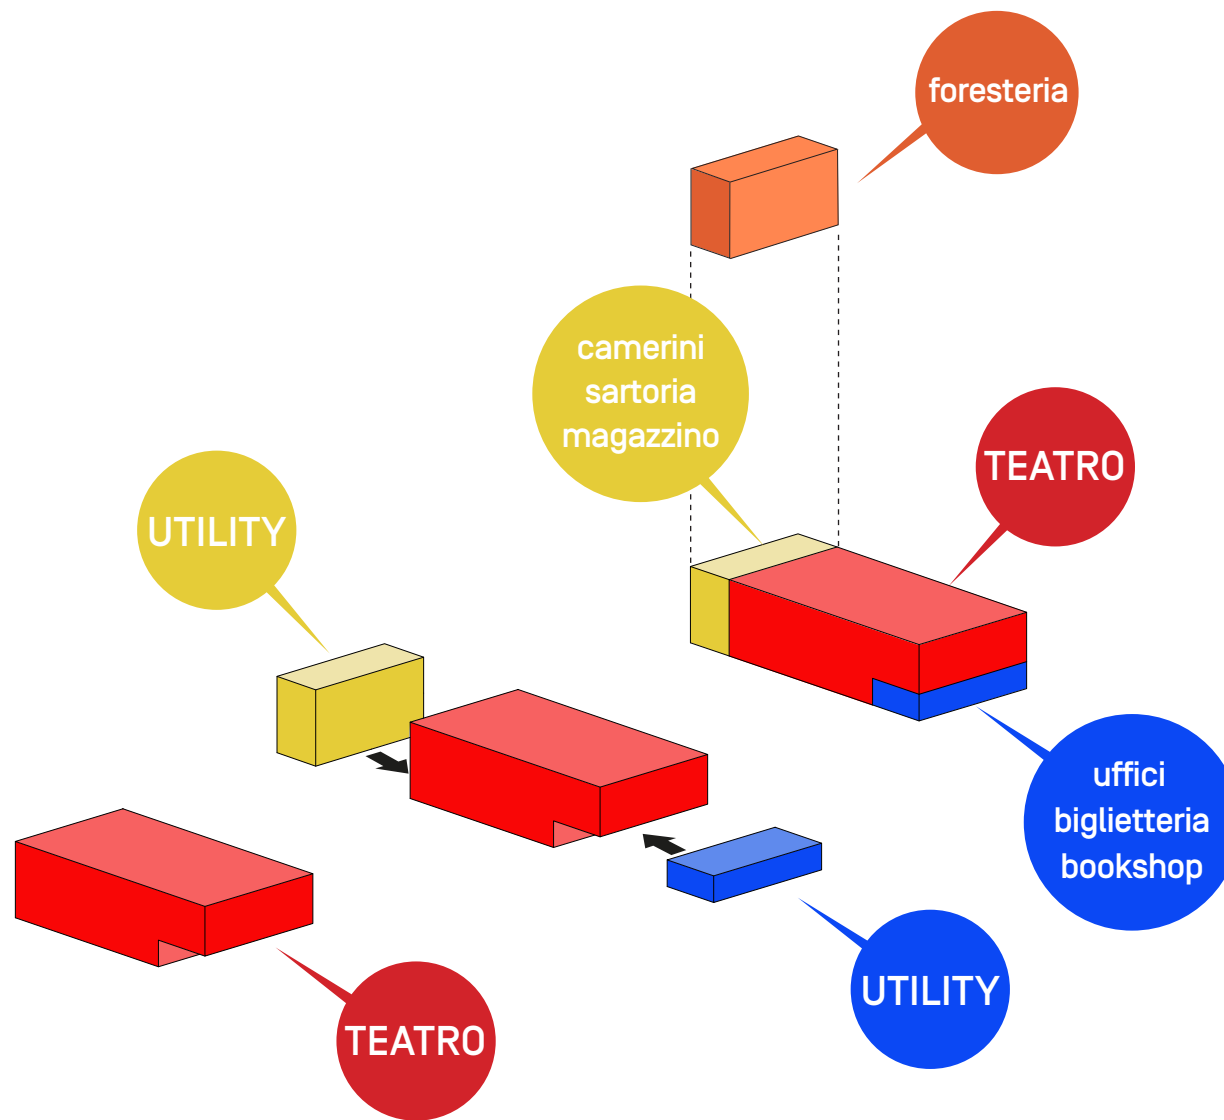 foresteria
camerini
sartoria
magazzino
TEATRO
UTILITY
uffici
biglietteria
bookshop
UTILITY
TEATRO